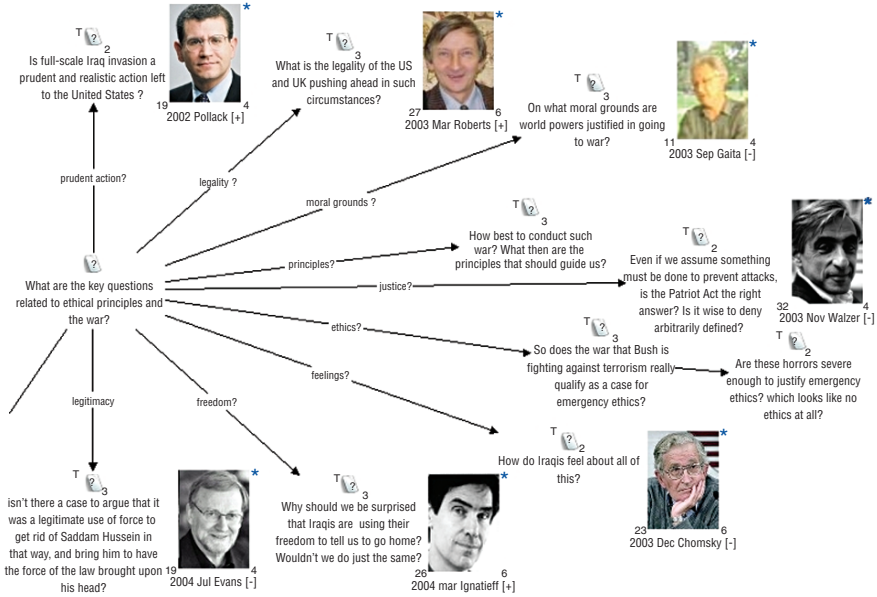 T ? 2
Is full-scale Iraq invasion a
prudent and realistic action left
to the United States ?
*
19 4
2002 Pollack [+]
T ? 3
What is the legality of the US
and UK pushing ahead in such
circumstances?
*
27 6
2003 Mar Roberts [+]
T ? 3
On what moral grounds are
world powers justified in going
to war?
*
11 4
2003 Sep Gaita [-]
prudent action?
legality ?
moral grounds ?
?
What are the key questions
related to ethical principles and
the war?
principles?
T ? 3
How best to conduct such
war? What then are the
principles that should guide us?
justice?
T ? 2
Even if we assume something
must be done to prevent attacks,
is the Patriot Act the right
answer? Is it wise to deny
arbitrarily defined?
*
32 4
2003 Nov Walzer [-]
ethics?
T ? 3
So does the war that Bush is
fighting against terrorism really
qualify as a case for
emergency ethics?
T ? 2
Are these horrors severe
enough to justify emergency
ethics? which looks like no
ethics at all?
feelings?
T ? 2
How do Iraqis feel about all of
this?
*
23 6
2003 Dec Chomsky [-]
legitimacy
freedom?
T ? 3
isn't there a case to argue that it
was a legitimate use of force to
get rid of Saddam Hussein in
that way, and bring him to have
the force of the law brought upon
his head?
*
19 4
2004 Jul Evans [-]
T ? 3
Why should we be surprised
that Iraqis are using their
freedom to tell us to go home?
Wouldn't we do just the same?
*
26 6
2004 mar Ignatieff [+]